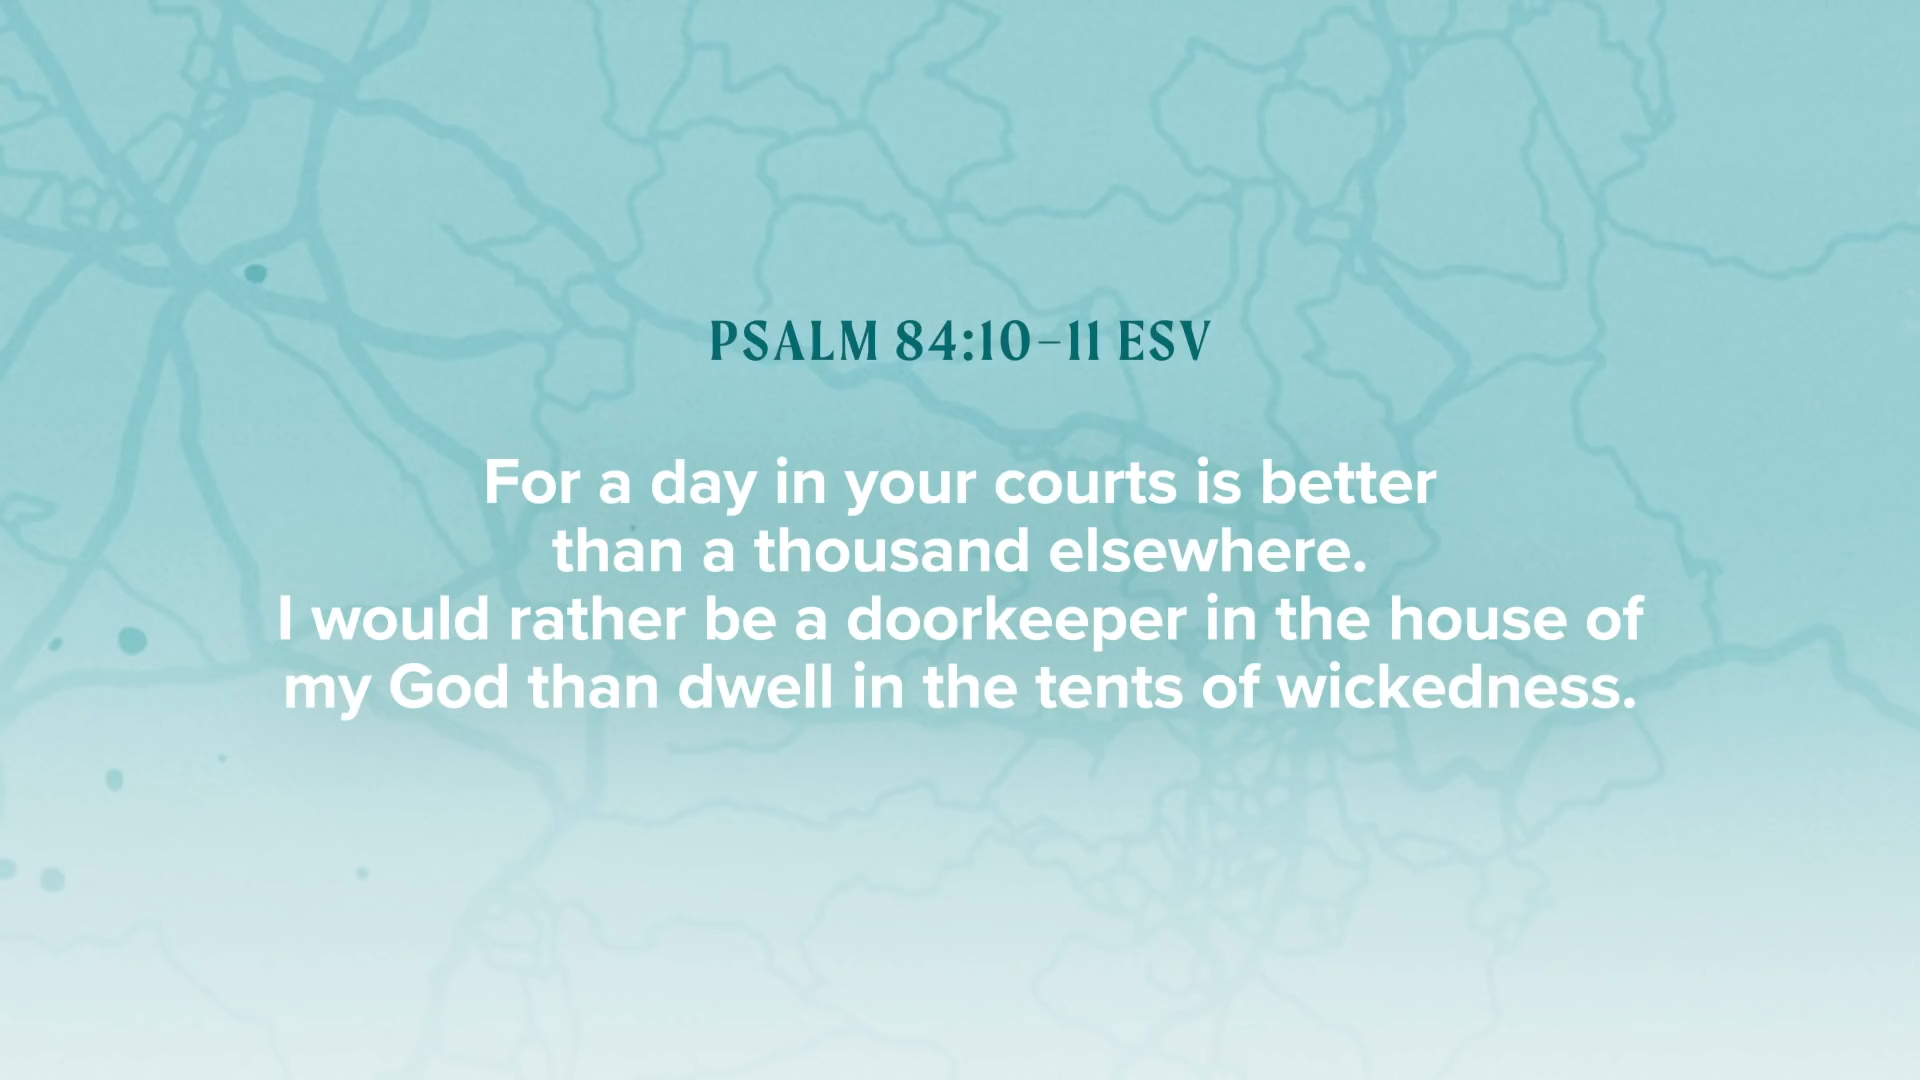 PSALM 84:10–11 ESV
For a day in your courts is better
than a thousand elsewhere.
I would rather be a doorkeeper in the house of
my God than dwell in the tents of wickedness.